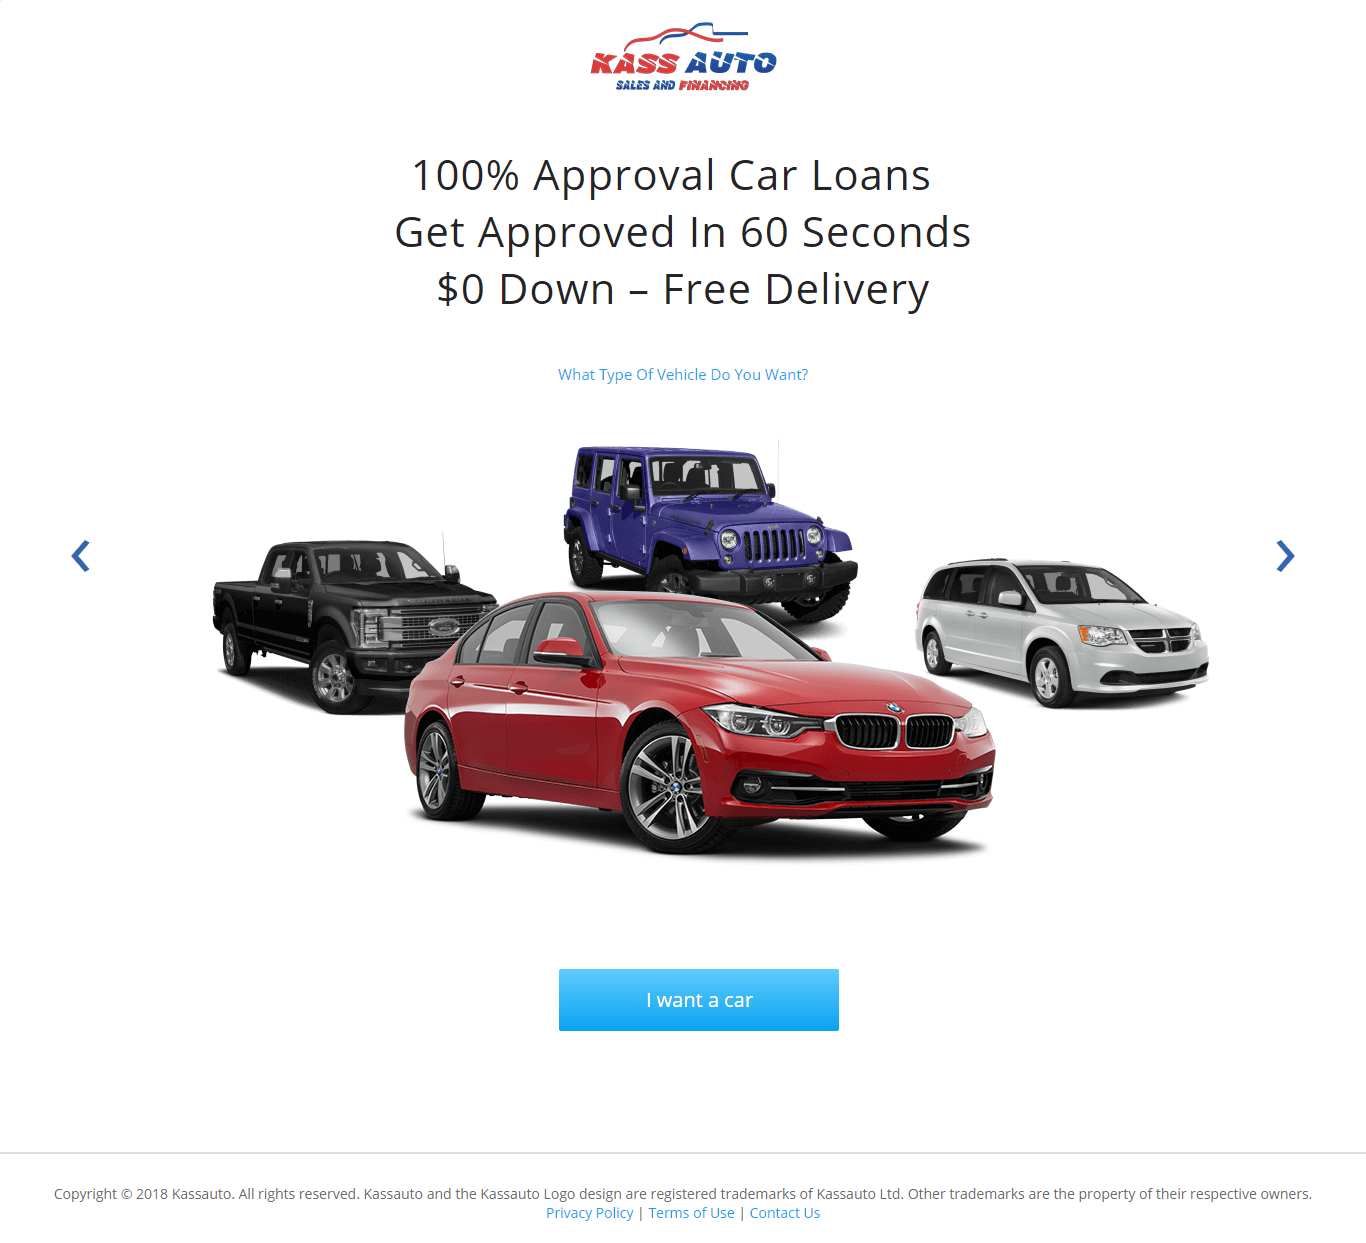 KASS AUTO
SALES AND FINANCING
100% Approval Car Loans
Get Approved In 60 Seconds
$0 Down – Free Delivery
What Type Of Vehicle Do You Want?
I want a car
Copyright © 2018 Kassauto. All rights reserved. Kassauto and the Kassauto Logo design are registered trademarks of Kassauto Ltd. Other trademarks are the property of their respective owners.
Privacy Policy | Terms of Use | Contact Us